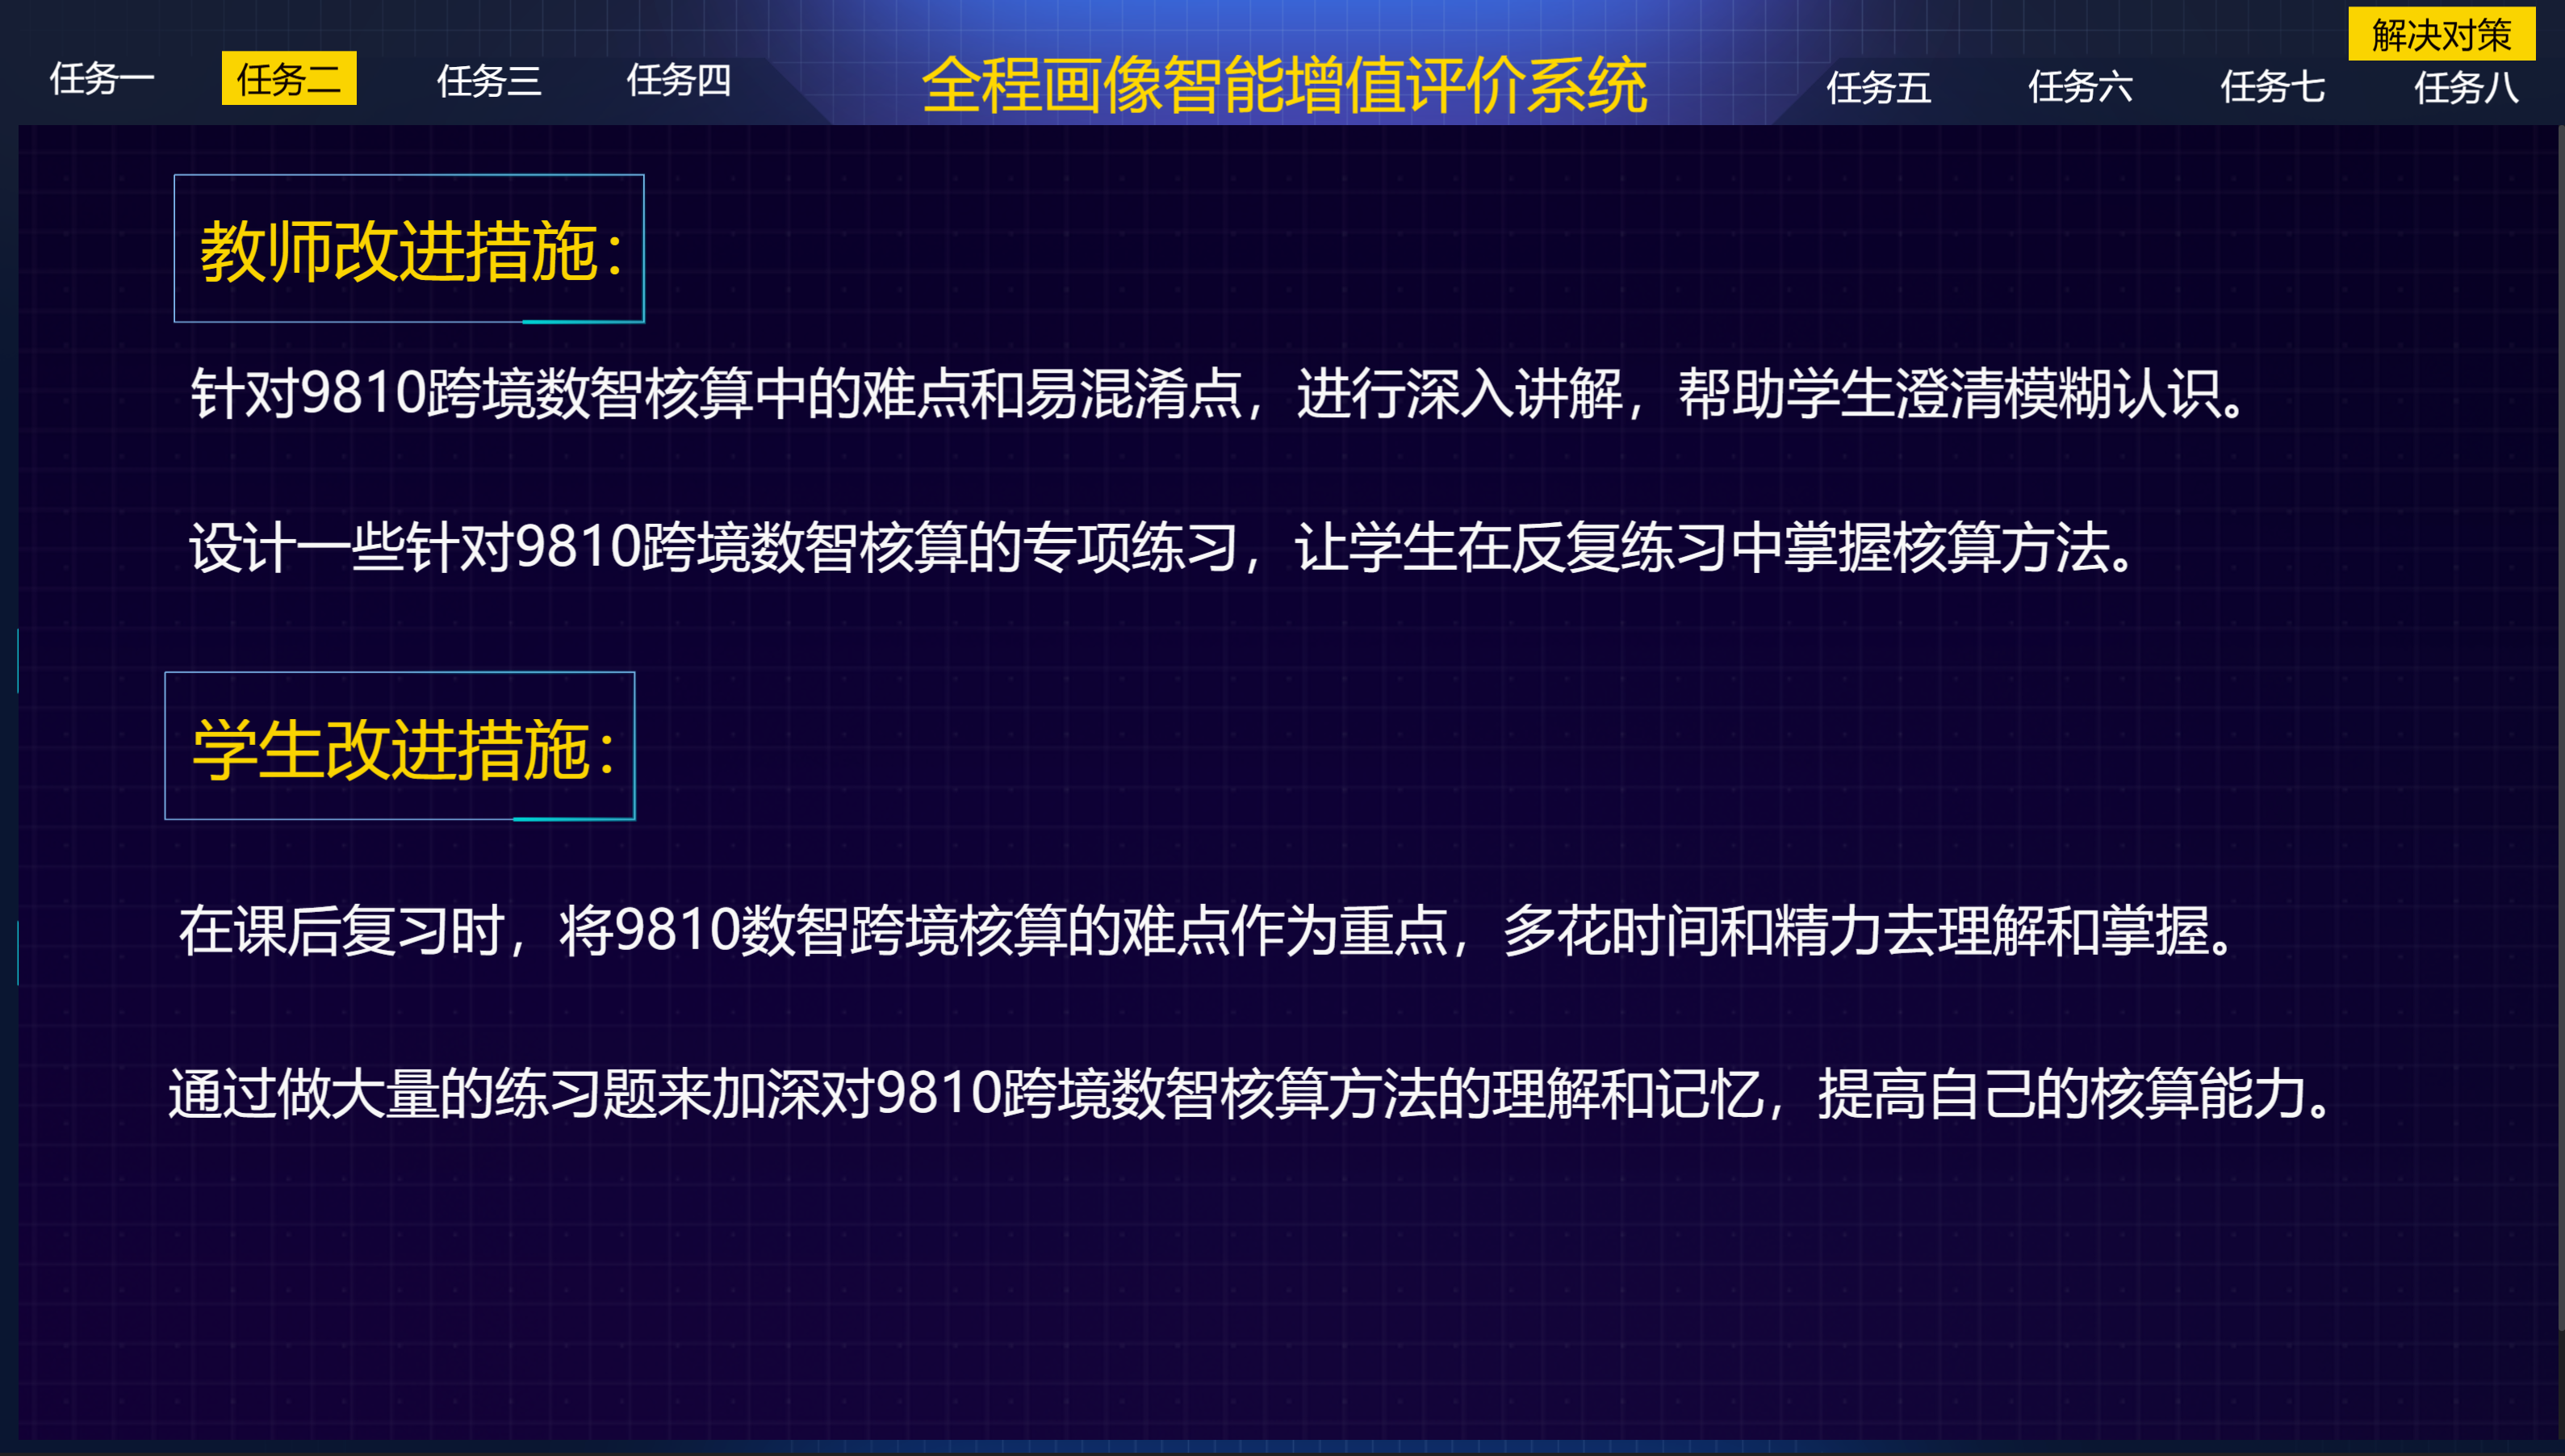 解决对策
任务一 任务二 任务三 任务四 全程画像智能增值评价系统 任务五 任务六 任务七 任务八
教师改进措施：
针对9810跨境数智核算中的难点和易混淆点，进行深入讲解，帮助学生澄清模糊认识。
设计一些针对9810跨境数智核算的专项练习，让学生在反复练习中掌握核算方法。
学生改进措施：
在课后复习时，将9810数智跨境核算的难点作为重点，多花时间和精力去理解和掌握。
通过做大量的练习题来加深对9810跨境数智核算方法的理解和记忆，提高自己的核算能力。